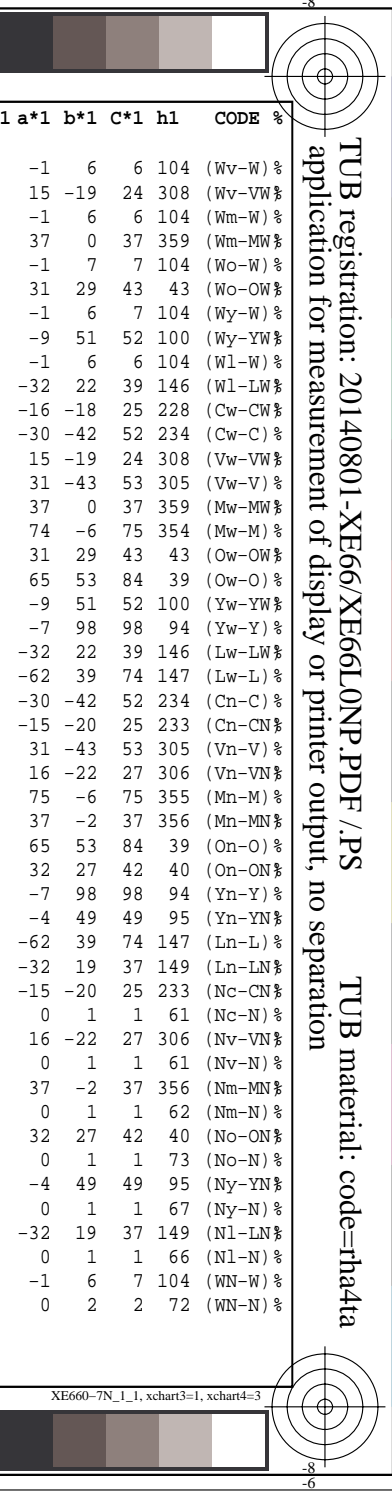 -8
1 a*1 b*1 C*1 h1 CODE %
-1 6 6 104 (Wv-W)%
15 -19 24 308 (Wv-VW%
-1 6 6 104 (Wm-W)%
37 0 37 359 (Wm-MW%
-1 7 7 104 (Wo-W)%
31 29 43 43 (Wo-OW%
-1 6 7 104 (Wy-W)%
-9 51 52 100 (Wy-YW%
-1 6 6 104 (Wl-W)%
-32 22 39 146 (Wl-LW%
-16 -18 25 228 (Cw-CW%
-30 -42 52 234 (Cw-C)%
15 -19 24 308 (Vw-VW%
31 -43 53 305 (Vw-V)%
37 0 37 359 (Mw-MW%
74 -6 75 354 (Mw-M)%
31 29 43 43 (Ow-OW%
65 53 84 39 (Ow-O)%
-9 51 52 100 (Yw-YW%
-7 98 98 94 (Yw-Y)%
-32 22 39 146 (Lw-LW%
-62 39 74 147 (Lw-L)%
-30 -42 52 234 (Cn-C)%
-15 -20 25 233 (Cn-CN%
31 -43 53 305 (Vn-V)%
16 -22 27 306 (Vn-VN%
75 -6 75 355 (Mn-M)%
37 -2 37 356 (Mn-MN%
65 53 84 39 (On-O)%
32 27 42 40 (On-ON%
-7 98 98 94 (Yn-Y)%
-4 49 49 95 (Yn-YN%
-62 39 74 147 (Ln-L)%
-32 19 37 149 (Ln-LN%
-15 -20 25 233 (Nc-CN%
0 1 1 61 (Nc-N)%
16 -22 27 306 (Nv-VN%
0 1 1 61 (Nv-N)%
37 -2 37 356 (Nm-MN%
0 1 1 62 (Nm-N)%
32 27 42 40 (No-ON%
0 1 1 73 (No-N)%
-4 49 49 95 (Ny-YN%
0 1 1 67 (Ny-N)%
-32 19 37 149 (Nl-LN%
0 1 1 66 (Nl-N)%
-1 6 7 104 (WN-W)%
0 2 2 72 (WN-N)%
XE660-7N_1_1, xchart3=1, xchart4=3
TUB registration: 20140801-XE66/XE66L0NP.PDF /.PS TUB material: code=rha4ta
application for measurement of display or printer output, no separation
-8
-6